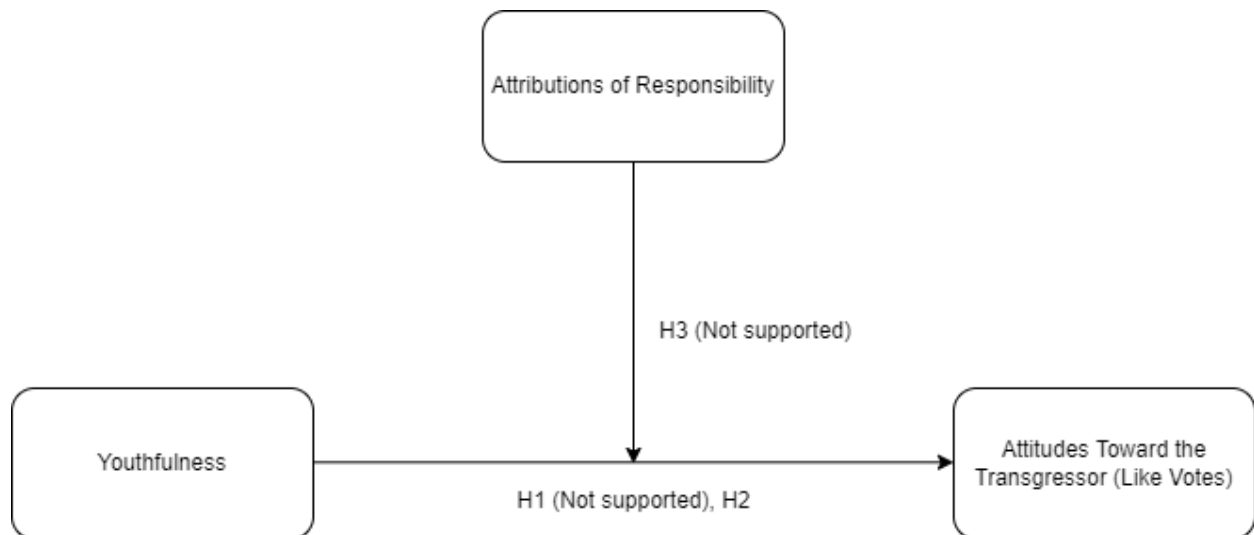 Attributions of Responsibility
H3 (Not supported)
Youthfulness
Attitudes Toward the
Transgressor (Like Votes)
H1 (Not supported), H2